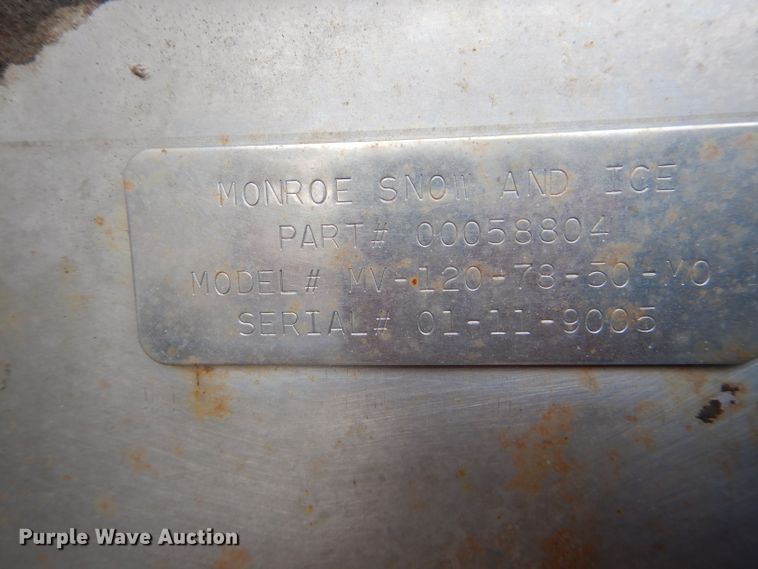 MONROE SNOW AND ICE
PART# 00058804
MODEL# MV-120-78-50-MO
SERIAL# 01-11-9005
Purple Wave Auction